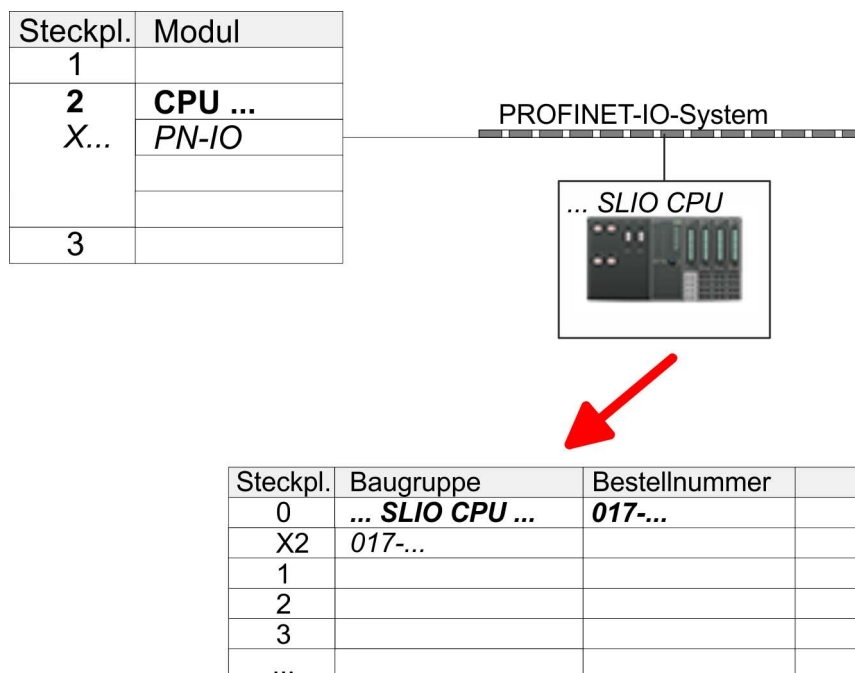 Steckpl. Modul
1
2 CPU ...
X... PN-IO
3
PROFINET-IO-System
... SLIO CPU
Steckpl. Baugruppe Bestellnummer
0 ... SLIO CPU ... 017-...
X2 017-...
1
2
3
...